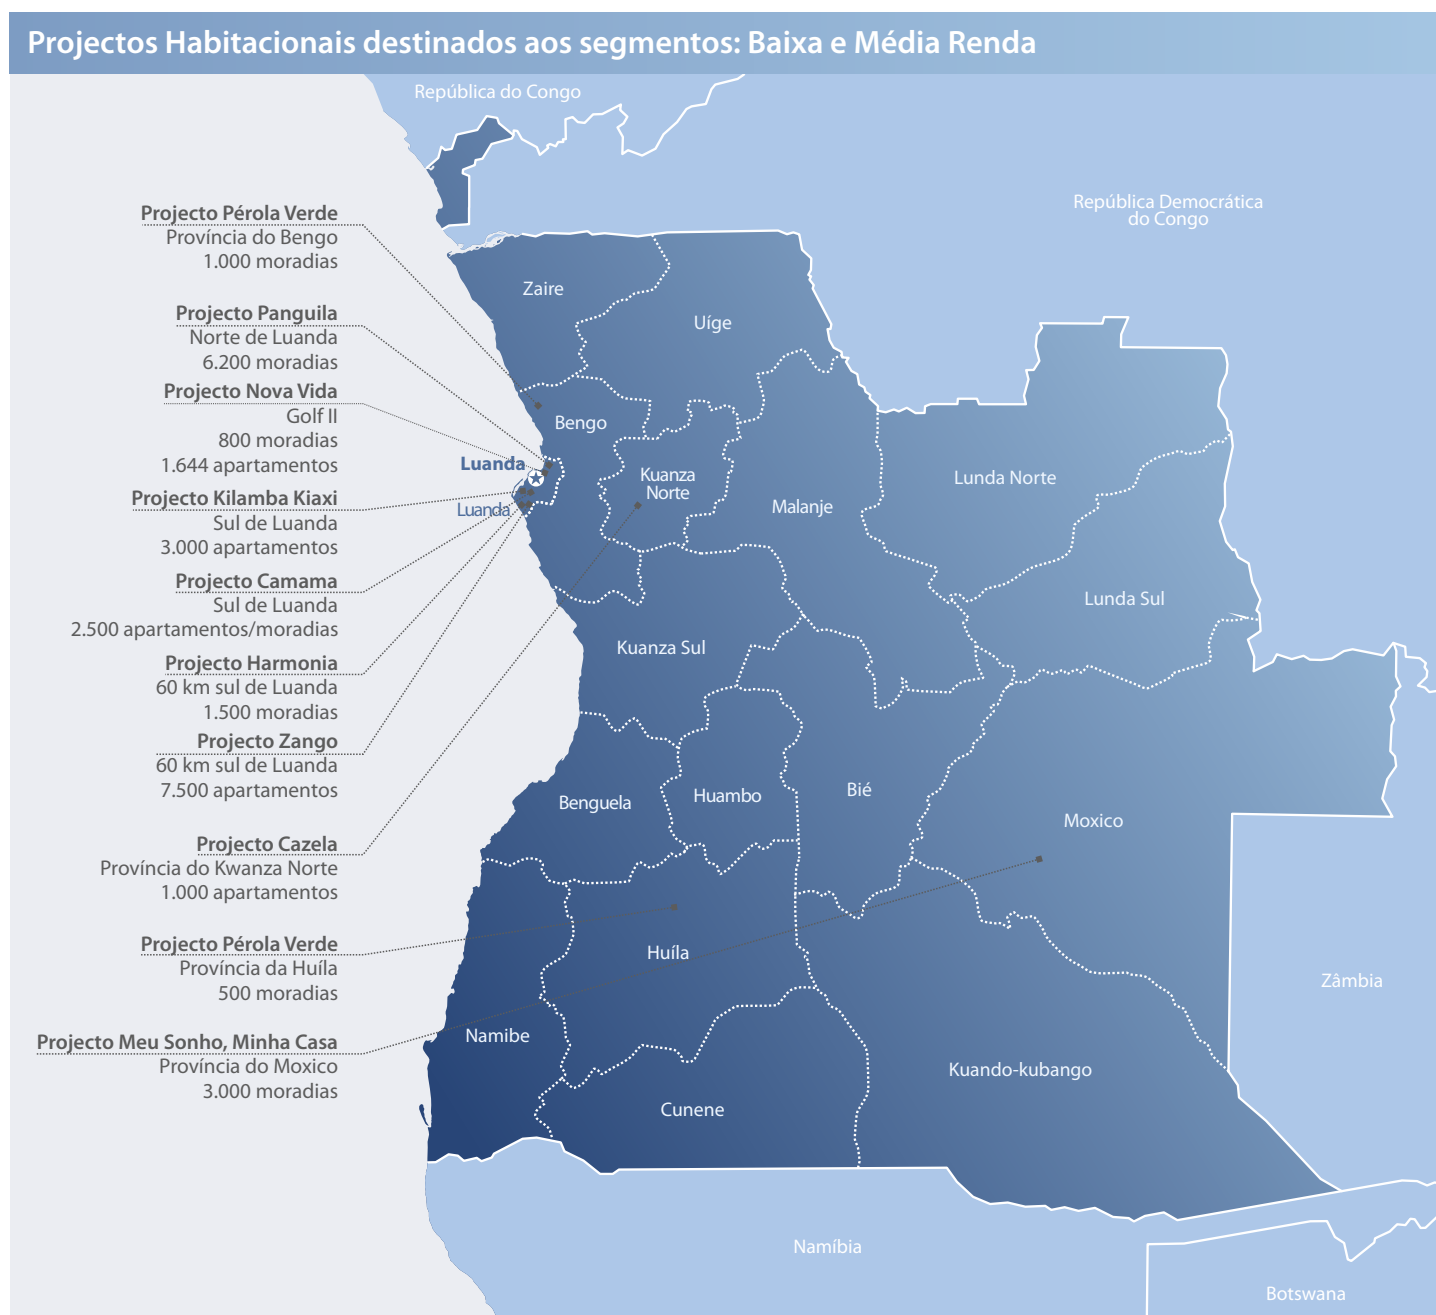 Projectos Habitacionais destinados aos segmentos: Baixa e Média Renda
República do Congo
República Democrática
do Congo
Projecto Pérola Verde
Província do Bengo
1.000 moradias
Projecto Panguila
Norte de Luanda
6.200 moradias
Projecto Nova Vida
Golf II
800 moradias
1.644 apartamentos
Projecto Kilamba Kiaxi
Sul de Luanda
3.000 apartamentos
Projecto Camama
Sul de Luanda
2.500 apartamentos/moradias
Projecto Harmonia
60 km sul de Luanda
1.500 moradias
Projecto Zango
60 km sul de Luanda
7.500 apartamentos
Projecto Cazela
Província do Kwanza Norte
1.000 apartamentos
Projecto Pérola Verde
Província da Huíla
500 moradias
Projecto Meu Sonho, Minha Casa
Província do Moxico
3.000 moradias
Zaire
Uíge
Bengo
Luanda
Luanda
Kuanza
Norte
Malanje
Lunda Norte
Lunda Sul
Kuanza Sul
Benguela
Huambo
Bié
Moxico
Huíla
Namibe
Cunene
Kuando-kubango
Zâmbia
Namíbia
Botswana